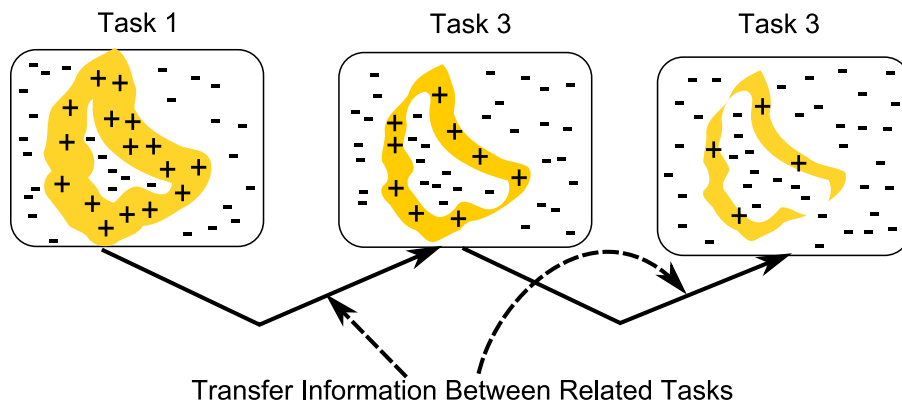 Task 1
Task 3
Task 3
Transfer Information Between Related Tasks